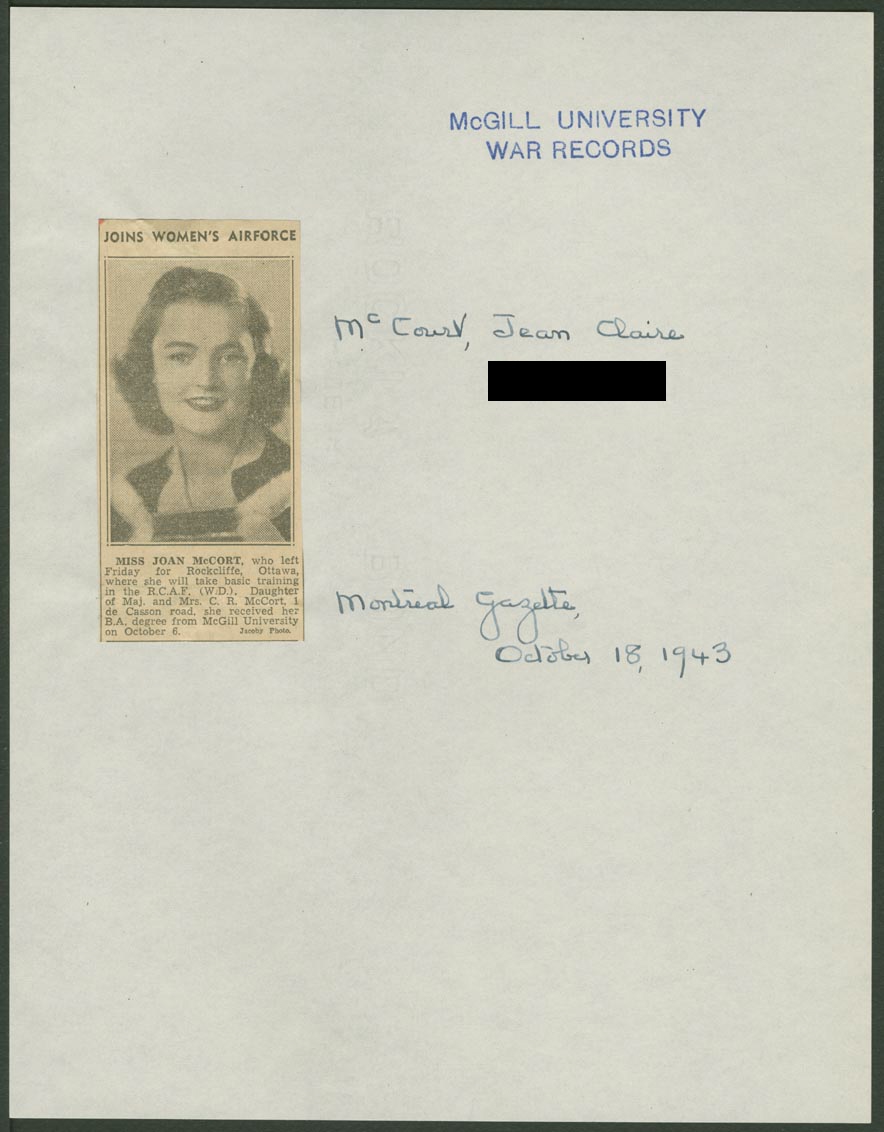 McGILL UNIVERSITY
WAR RECORDS
JOINS WOMEN'S AIRFORCE
McCourt, Jean Claire
MISS JOAN McCORT, who left
Friday for Rockcliffe, Ottawa,
where she will take basic training
in the R.C.A.F. (W.D.). Daughter
of Maj. and Mrs. C. R. McCort, 1
de Casson road, she received her
B.A. degree from McGill University
on October 6. Jacoby Photo.
Montreal Gazette,
October 18, 1943